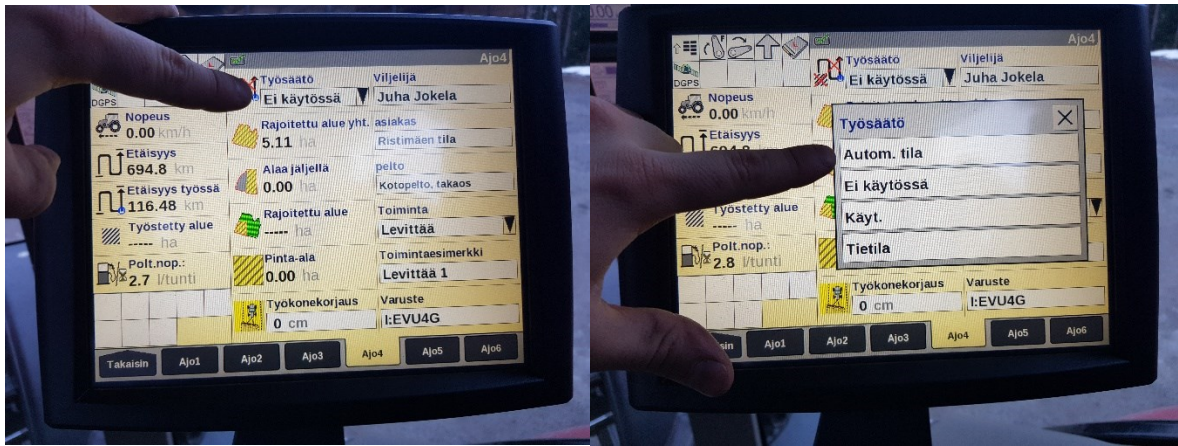 Ajo4
DGPS
Työsäätö
Ei käytössä
Viljelijä
Juha Jokela
Nopeus
0.00 km/h
Rajoitettu alue yht.
5.11 ha
asiakas
Ristimäen tila
Etäisyys
694.8 km
Alaa jäljellä
0.00 ha
pelto
Kotopelto, takaos
Etäisyys työssä
116.48 km
Rajoitettu alue
----- ha
Toiminta
Levittää
Työstetty alue
----- ha
Pinta-ala
0.00 ha
Toimintaesimerkki
Levittää 1
Polt.nop.:
2.7 l/tunti
Työkonekorjaus
0 cm
Varuste
I:EVU4G
Takaisin
Ajo1
Ajo2
Ajo3
Ajo4
Ajo5
Ajo6
Ajo4
DGPS
Työsäätö
Ei käytössä
Viljelijä
Juha Jokela
Nopeus
0.00 km/h
Etäisyys
694.8 km
Työsäätö
Autom. tila
Ei käytössä
Käyt.
Tietila
Työstetty alue
----- ha
Polt.nop.:
2.8 l/tunti
Työkonekorjaus
0 cm
Varuste
I:EVU4G
Ajo1
Ajo2
Ajo3
Ajo4
Ajo5
Ajo6